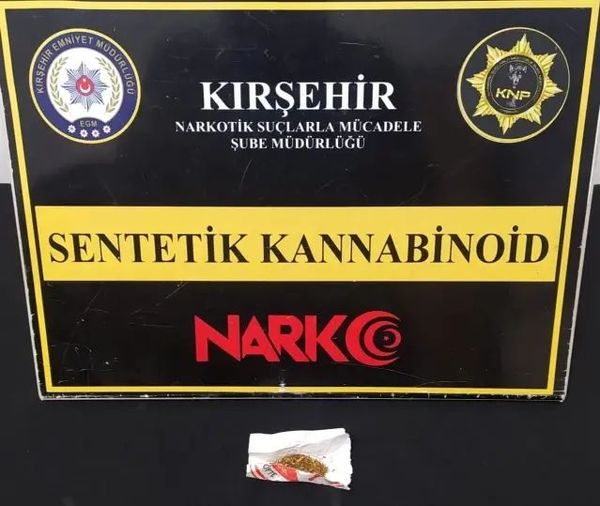 KIRŞEHİR EMNİYET MÜDÜRLÜĞÜ
EGM
KNP
KIRŞEHİR
NARKOTİK SUÇLARLA MÜCADELE
ŞUBE MÜDÜRLÜĞÜ
SENTETİK KANNABİNOİD
NARKO